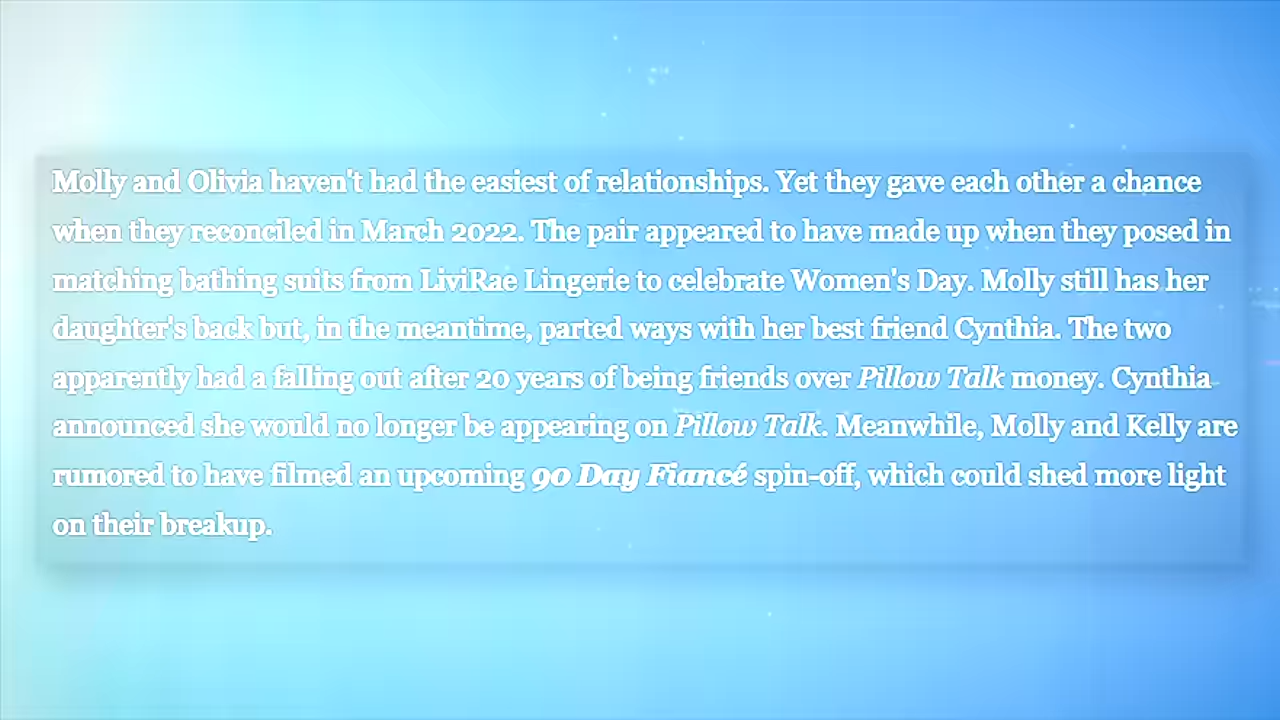 Molly and Olivia haven't had the easiest of relationships. Yet they gave each other a chance
when they reconciled in March 2022. The pair appeared to have made up when they posed in
matching bathing suits from LiviRae Lingerie to celebrate Women's Day. Molly still has her
daughter's back but, in the meantime, parted ways with her best friend Cynthia. The two
apparently had a falling out after 20 years of being friends over Pillow Talk money. Cynthia
announced she would no longer be appearing on Pillow Talk. Meanwhile, Molly and Kelly are
rumored to have filmed an upcoming 90 Day Fiancé spin-off, which could shed more light
on their breakup.